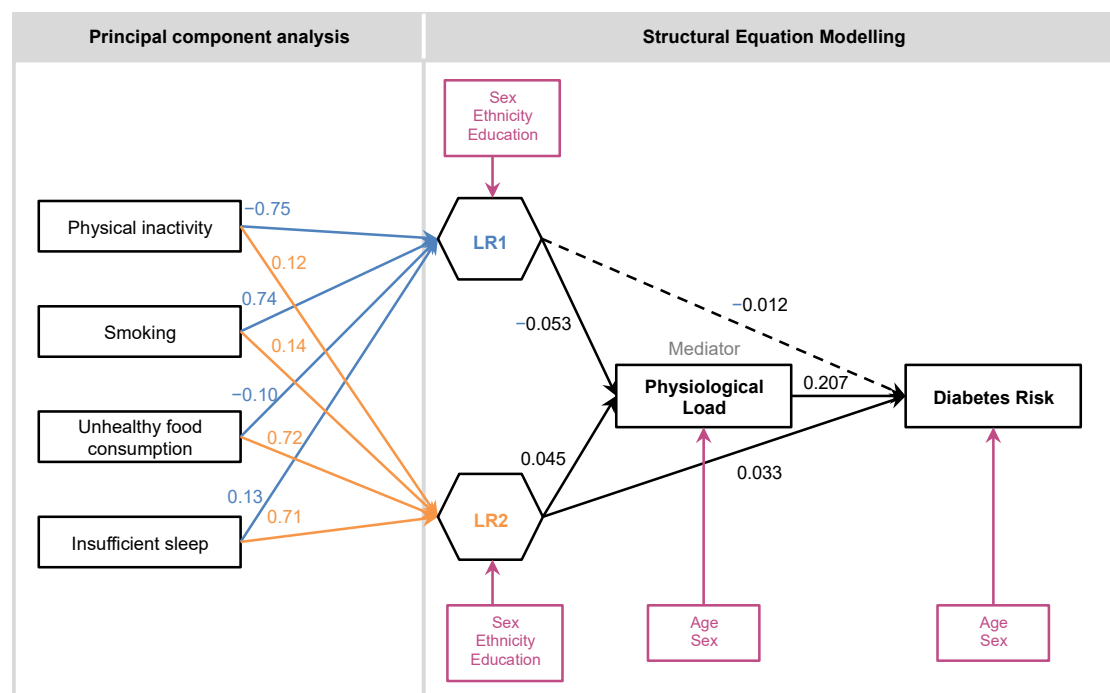 Principal component analysis
Structural Equation Modelling
Sex
Ethnicity
Education
Physical inactivity
−0.75
LR1
0.12
Smoking
0.74
−0.012
−0.053
0.14
Mediator
Physiological
Load
0.207
Diabetes Risk
−0.10
Unhealthy food
consumption
0.72
0.045
0.033
0.13
Insufficient sleep
0.71
LR2
Sex
Ethnicity
Education
Age
Sex
Age
Sex